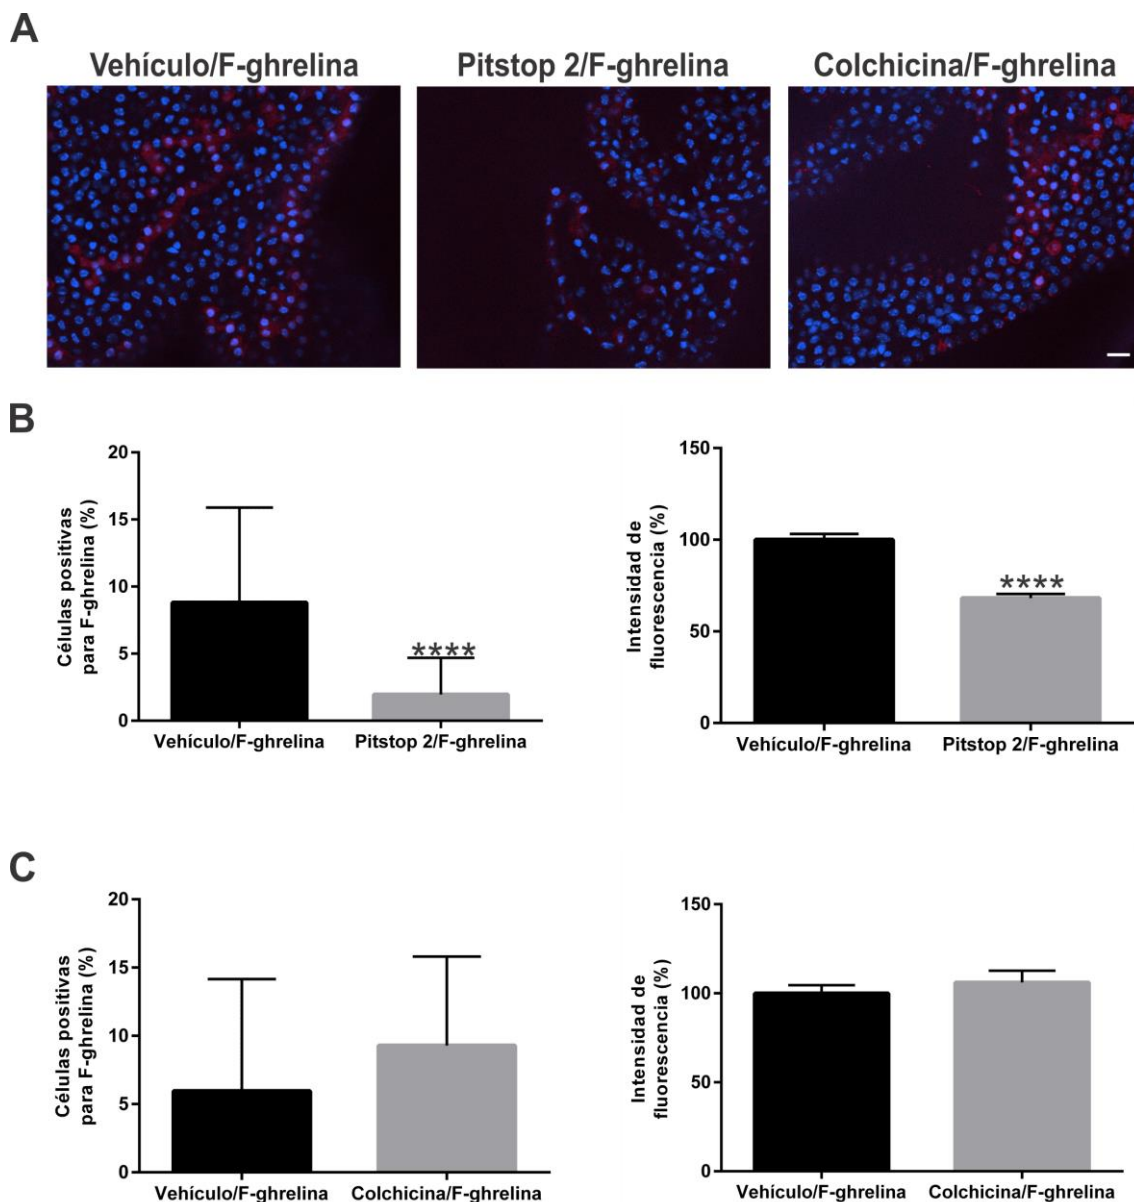 A
Vehículo/F-ghrelina
Pitstop 2/F-ghrelina
Colchicina/F-ghrelina
B
Células positivas
para F-ghrelina (%)
20
15
10
5
0
****
Vehículo/F-ghrelina
Pitstop 2/F-ghrelina
Intensidad de
fluorescencia (%)
150
100
50
0
****
Vehículo/F-ghrelina
Pitstop 2/F-ghrelina
C
Células positivas
para F-ghrelina (%)
20
15
10
5
0
Vehículo/F-ghrelina
Colchicina/F-ghrelina
Intensidad de
fluorescencia (%)
150
100
50
0
Vehículo/F-ghrelina
Colchicina/F-ghrelina